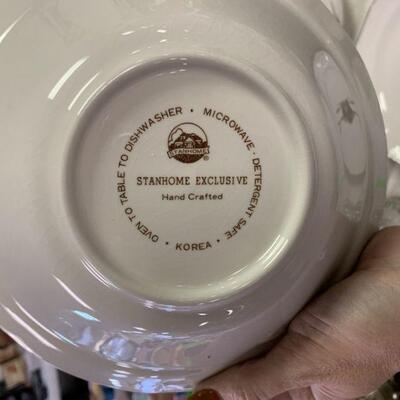 OVEN TO TABLE TO DISHWASHER • MICROWAVE - DETERGENT SAFE •
KOREA •
STANHOME
®
STANHOME EXCLUSIVE
Hand Crafted